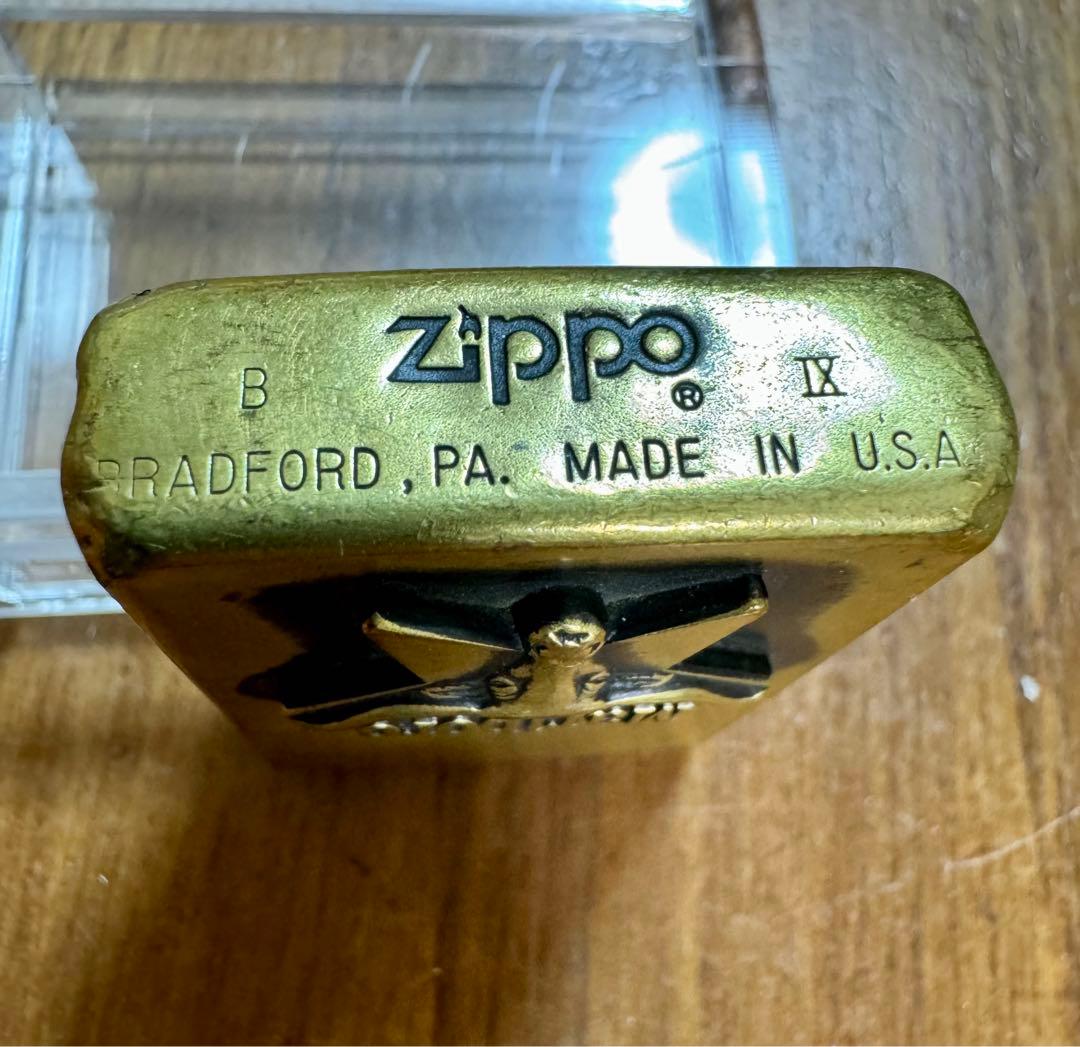 B zippo® IX
BRADFORD, PA. MADE IN U.S.A